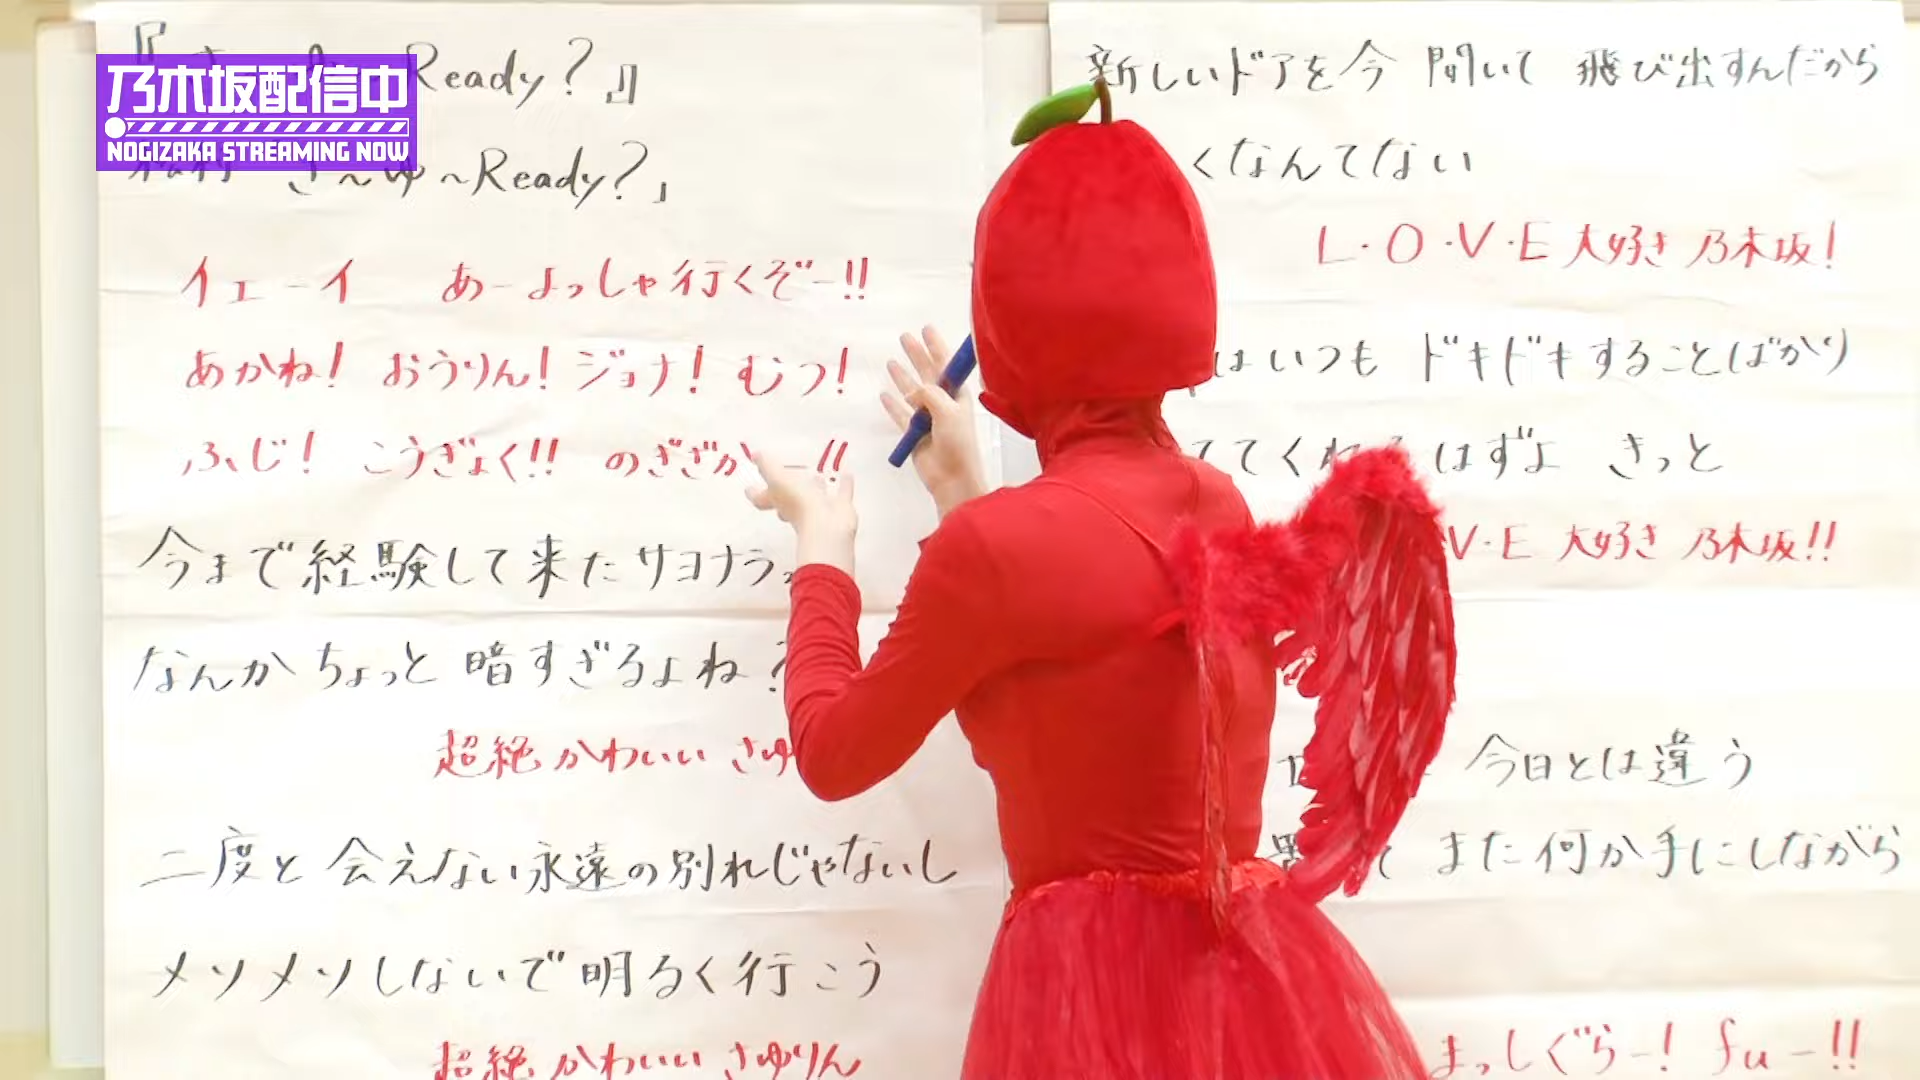 乃木坂配信中
NOGIZAKA STREAMING NOW
Ready?』
さ〜ゆ〜Ready?」
イェーイ あーよっしゃ行くぞー!!
あかね! おうりん! ジョナ! むつ!
ふじ! こうぎょく!! のぎざかー!!
今まで経験して来たサヨナラ
なんかちょっと暗すぎるよね?
超絶かわいい さゆ
二度と会えない永遠の別れじゃないし
メソメソしないで明るく行こう
超絶かわいい さゆりん
新しいドアを今 開いて 飛び出すんだから
くなんてない
L・O・V・E 大好き 乃木坂!
はいつも ドキドキすることばかり
ててくれ はずよ きっと
V・E 大好き 乃木坂!!
今日とは違う
また何か手にしながら
まっしぐらー! fu-!!